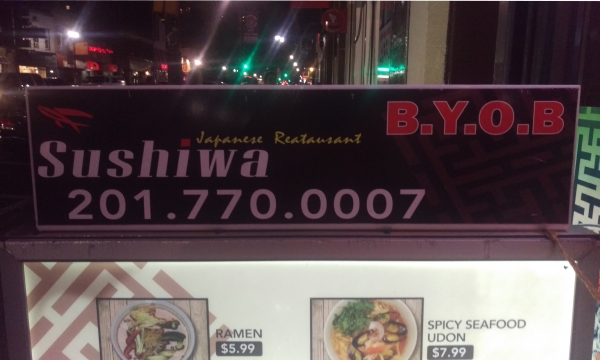 B.Y.O.B
Japanese Reatausant
Sushiwa
201.770.0007
RAMEN
$5.99
SPICY SEAFOOD
UDON
$7.99